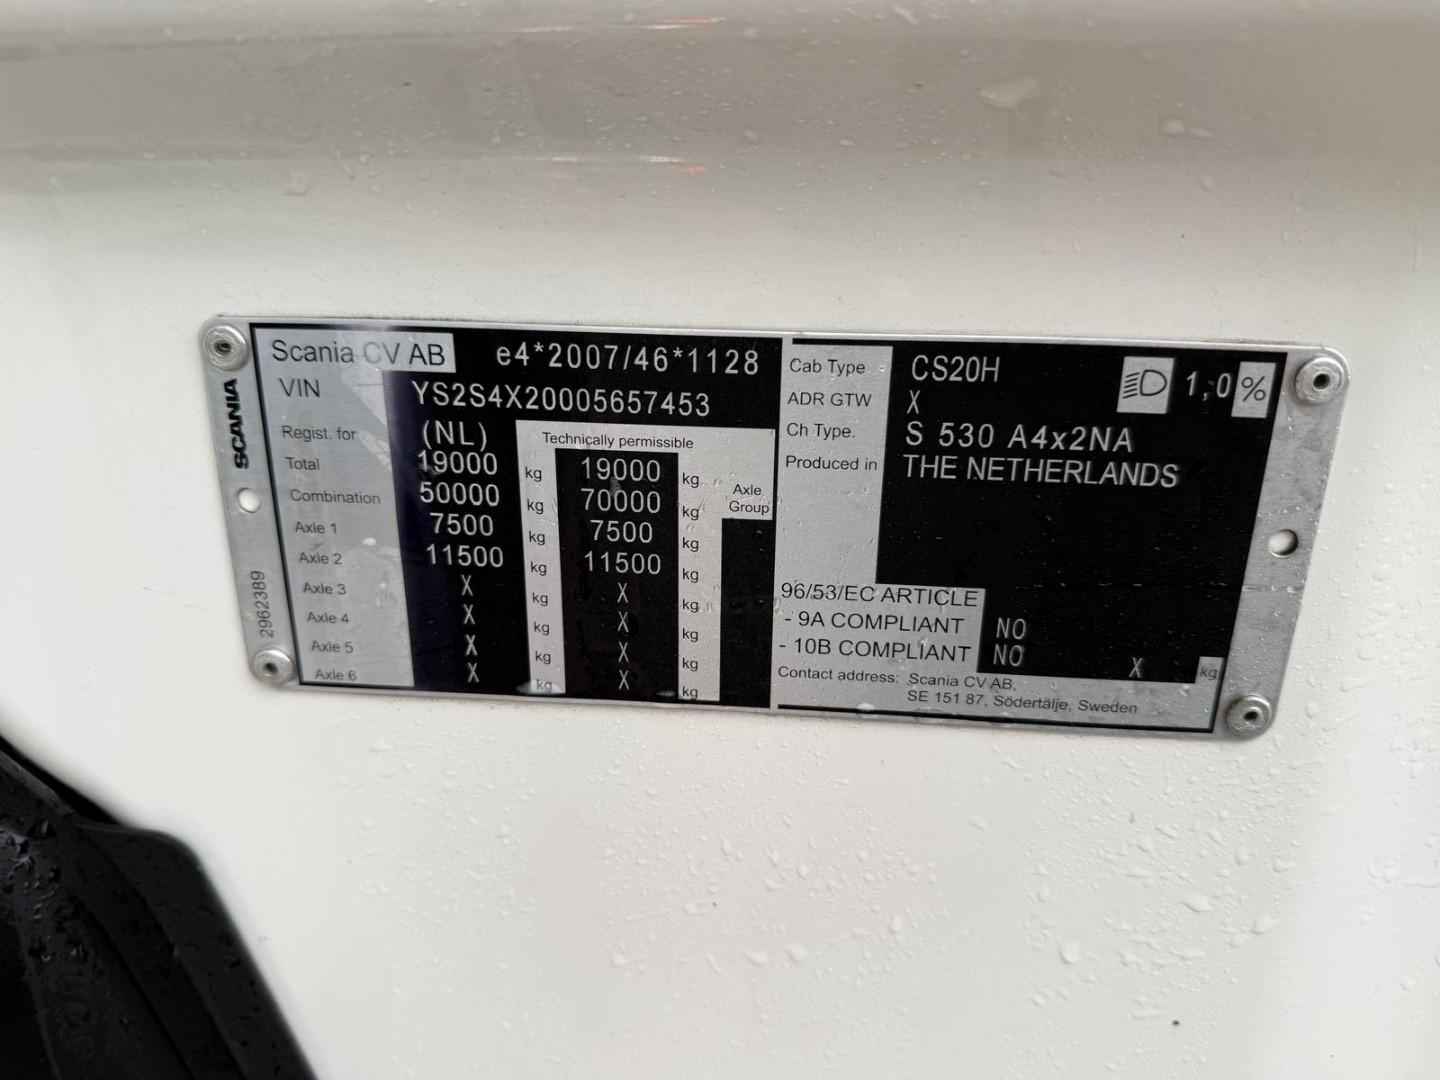 SCANIA
2962389
Scania CV AB e4*2007/46*1128
VIN YS2S4X20005657453
Regist. for (NL) Technically permissible
Total 19000 kg 19000 kg Axle
Combination 50000 kg 70000 kg Group
Axle 1 7500 kg 7500 kg
Axle 2 11500 kg 11500 kg
Axle 3 X kg X kg
Axle 4 X kg X kg
Axle 5 X kg X kg
Axle 6 X kg X kg
Cab Type CS20H 1,0 %
ADR GTW X
Ch Type. S 530 A4x2NA
Produced in THE NETHERLANDS
96/53/EC ARTICLE
- 9A COMPLIANT NO
- 10B COMPLIANT NO X kg
Contact address: Scania CV AB,
SE 151 87, Södertälje, Sweden